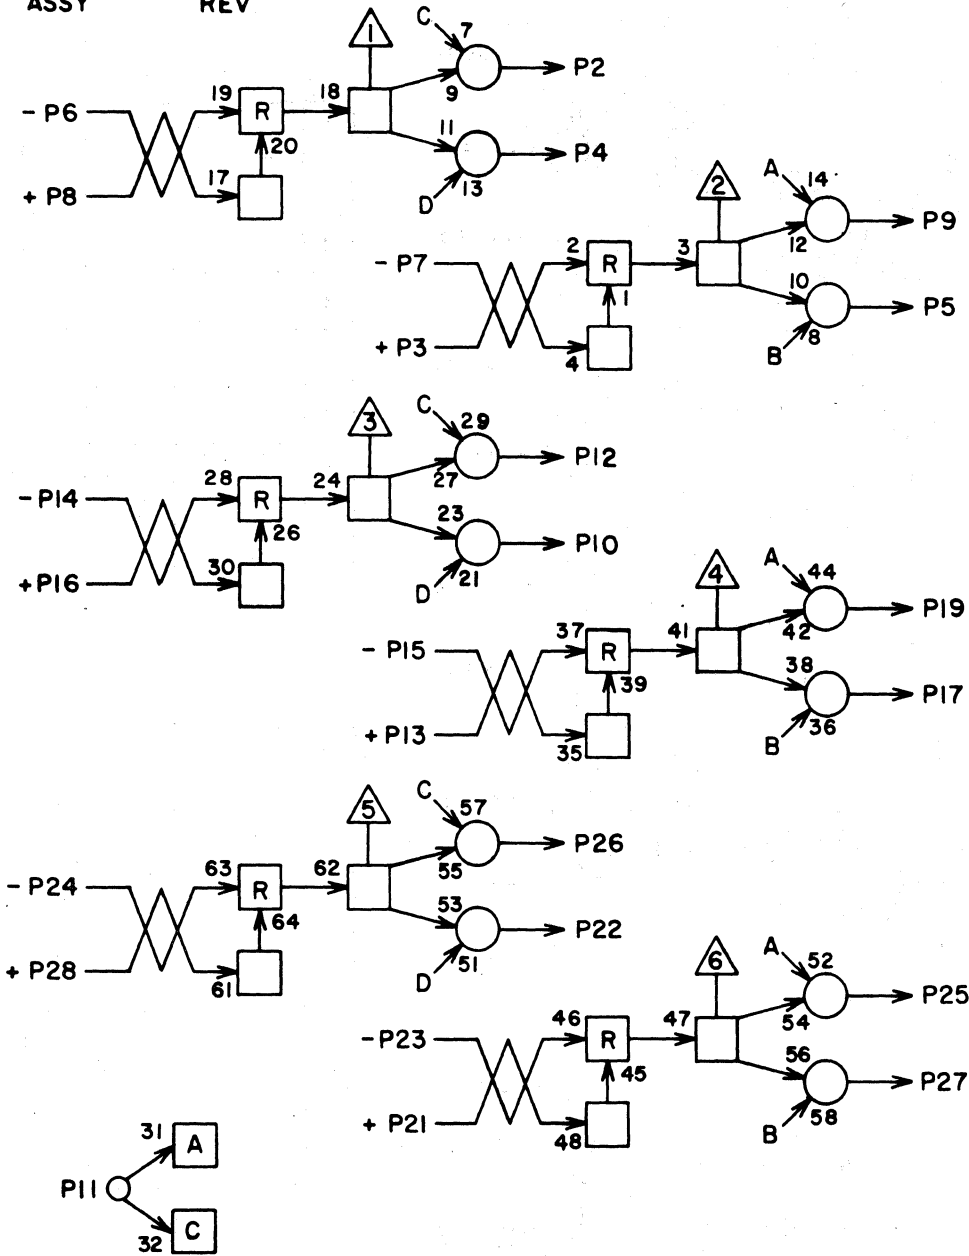 ASSY REV
1
C 7
9 P2
- P6 19 R 18
20
11 P4
+ P8 17
D 13
2
A 14
12 P9
- P7 2 R 3
1
10 P5
+ P3 4
B 8
3
C 29
27 P12
- P14 28 R 24
26
23 P10
+ P16 30
D 21
4
A 44
42 P19
- P15 37 R 41
39
38 P17
+ P13 35
B 36
5
C 57
55 P26
- P24 63 R 62
64
53 P22
+ P28 61
D 51
6
A 52
54 P25
- P23 46 R 47
45
56 P27
+ P21 48
B 58
31 A
P11
32 C